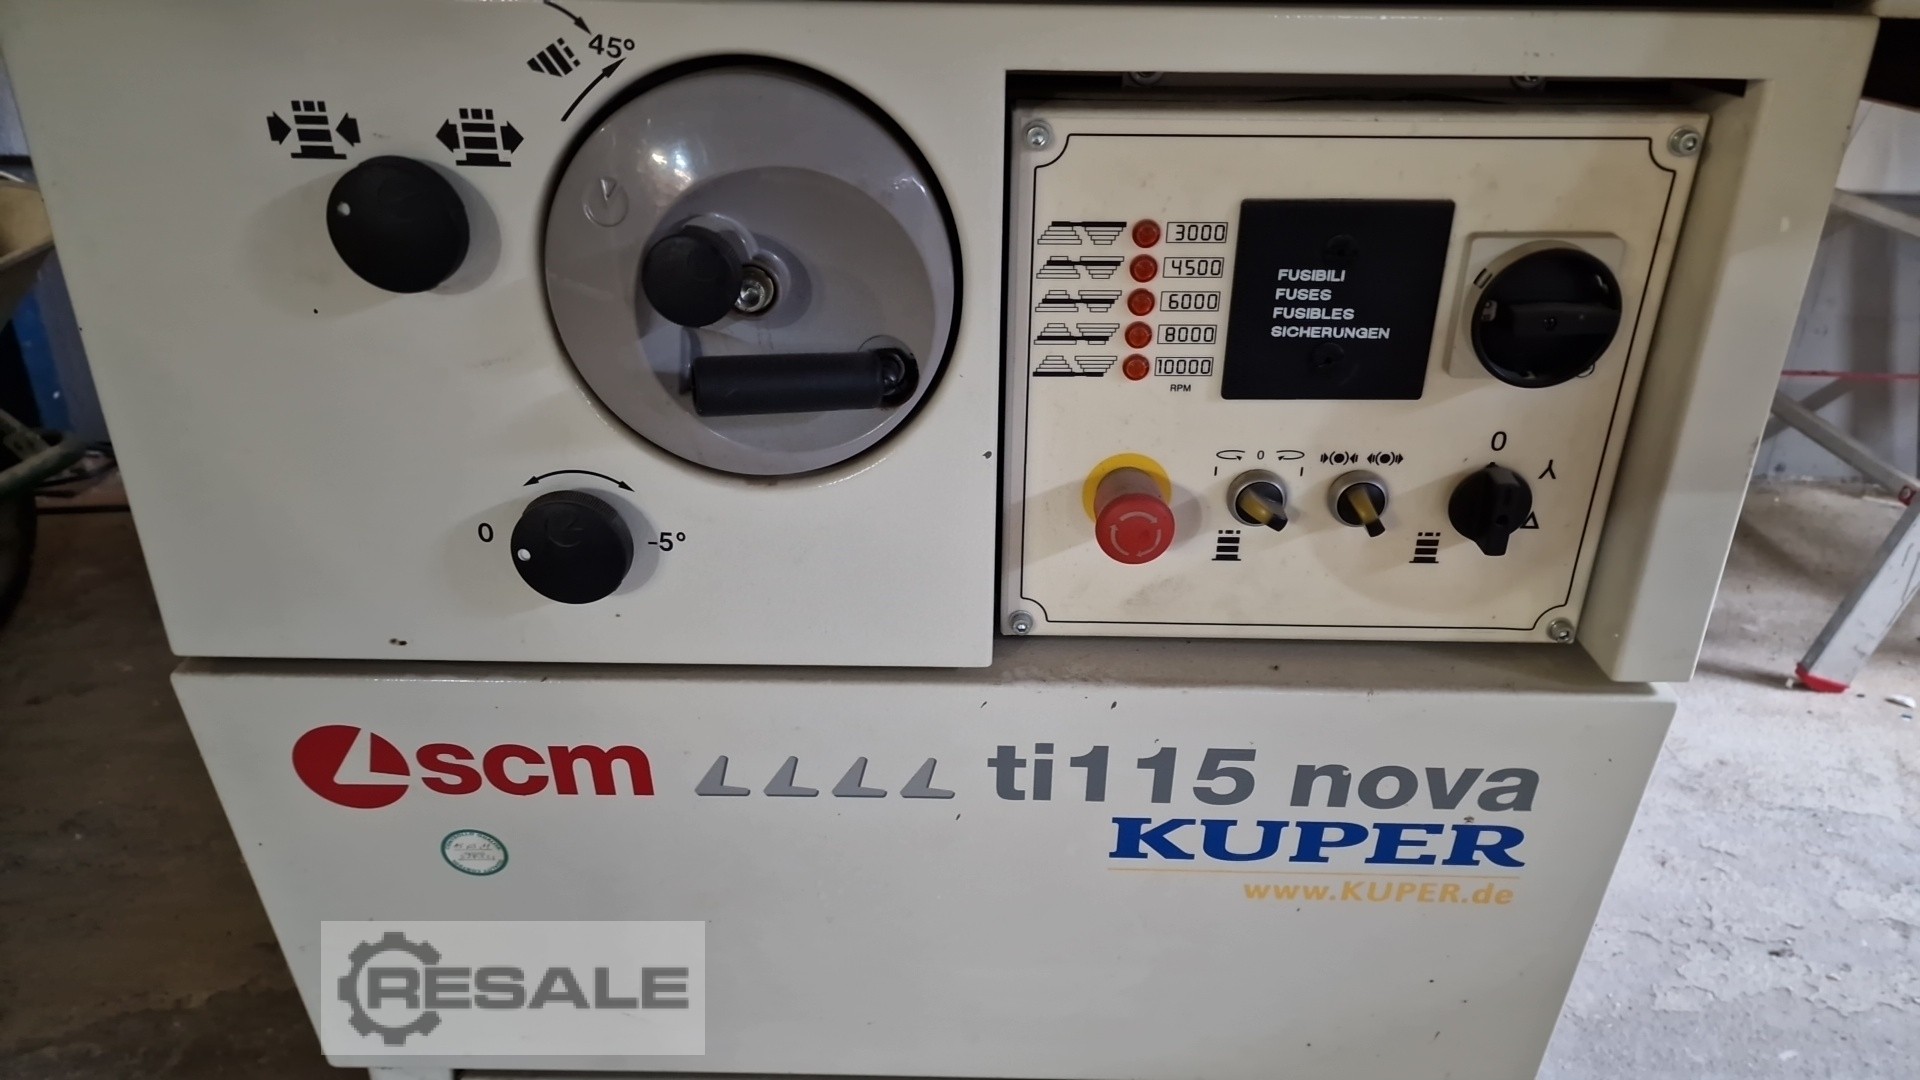 45°
3000
4500
6000
8000
10000
RPM
FUSIBILI
FUSES
FUSIBLES
SICHERUNGEN
0
0
0 -5°
scm ti115 nova
KUPER
www.KUPER.de
RESALE